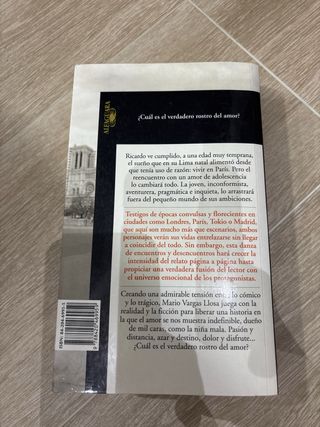 ALFAGUARA
¿Cuál es el verdadero rostro del amor?
Ricardo ve cumplido, a una edad muy temprana,
el sueño que en su Lima natal alimentó desde
que tenía uso de razón: vivir en París. Pero el
reencuentro con un amor de adolescencia
lo cambiará todo. La joven, inconformista,
aventurera, pragmática e inquieta, lo arrastrará
fuera del pequeño mundo de sus ambiciones.
Testigos de épocas convulsas y florecientes en
ciudades como Londres, París, Tokio o Madrid,
que aquí son mucho más que escenarios, ambos
personajes verán sus vidas entrelazarse sin llegar
a coincidir del todo. Sin embargo, esta danza
de encuentros y desencuentros hará crecer la
intensidad del relato página a página hasta
propiciar una verdadera fusión del lector con
el universo emocional de los protagonistas.
Creando una admirable tensión entre lo cómico
y lo trágico, Mario Vargas Llosa juega con la
realidad y la ficción para liberar una historia en
la que el amor se nos muestra indefinible, dueño
de mil caras, como la niña mala. Pasión y
distancia, azar y destino, dolor y disfrute...
¿Cuál es el verdadero rostro del amor?